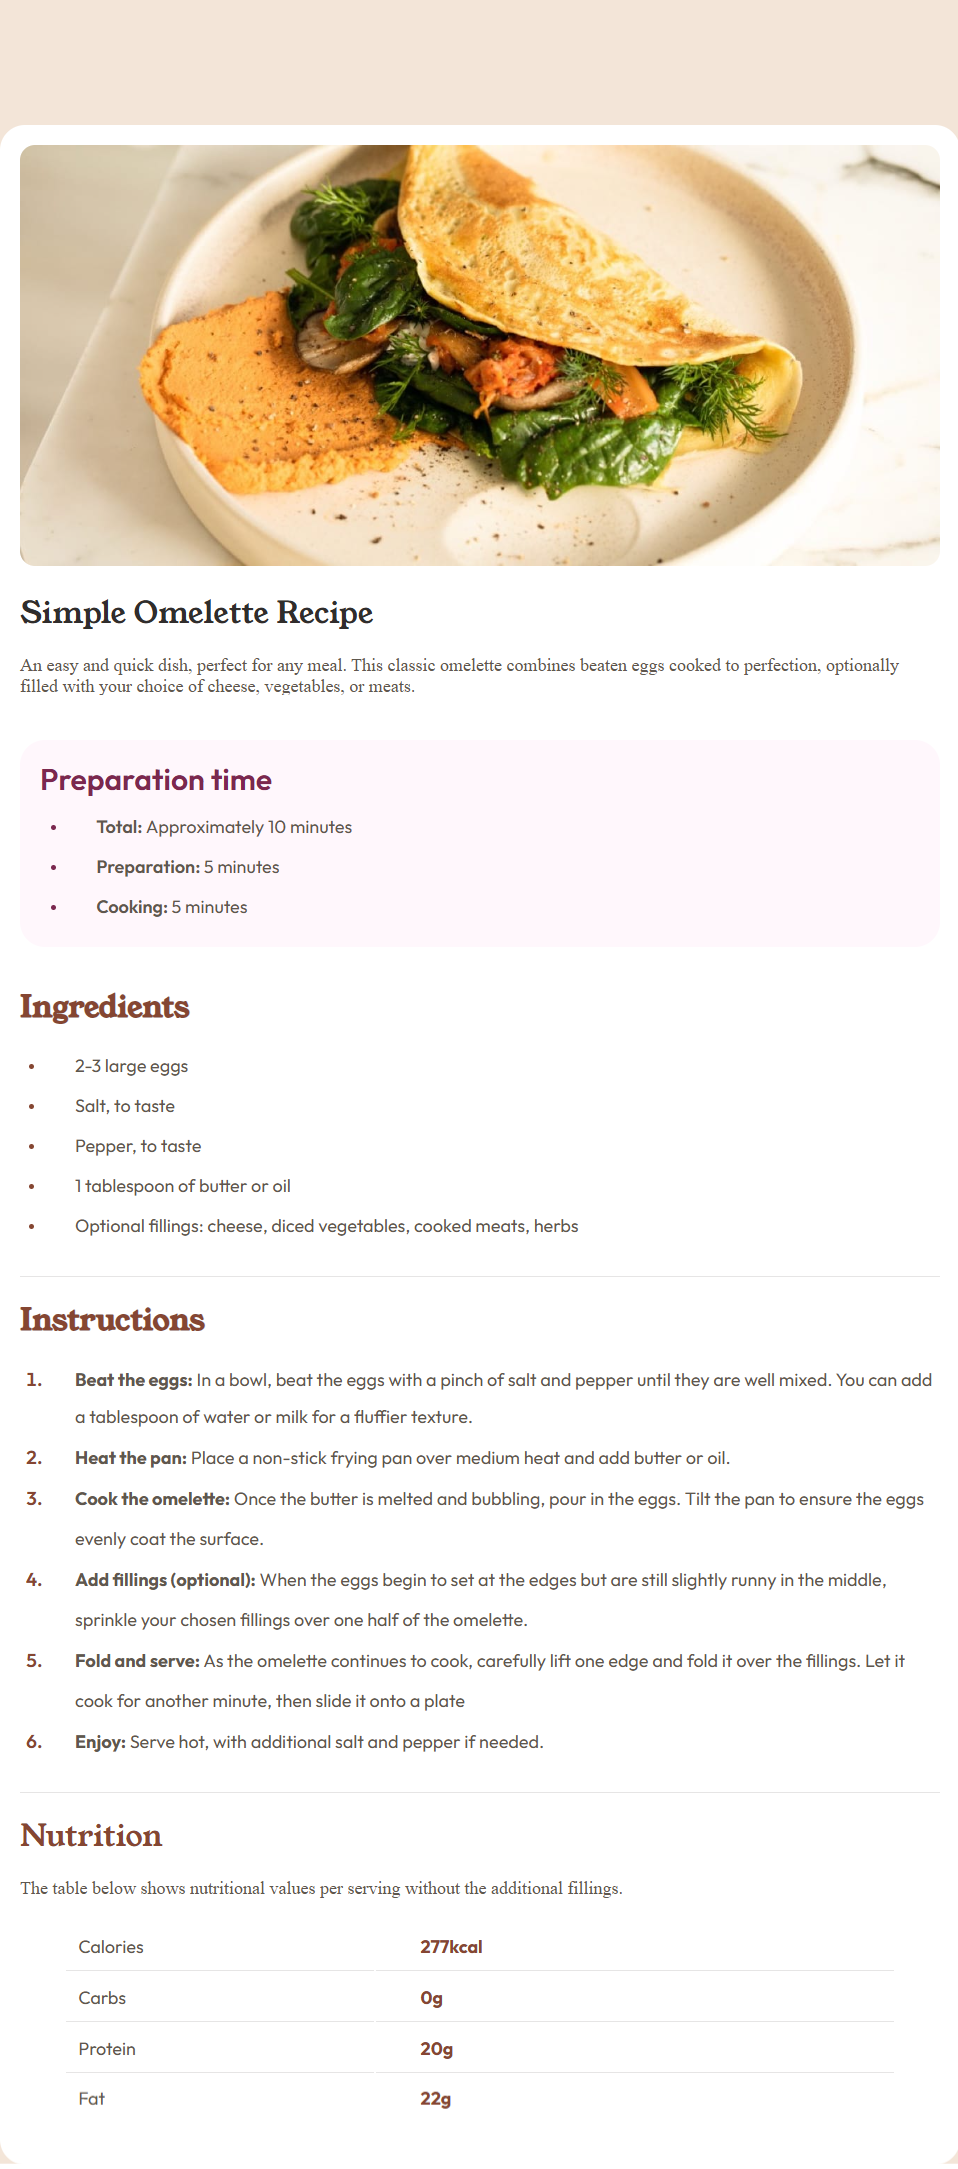 Simple Omelette Recipe
An easy and quick dish, perfect for any meal. This classic omelette combines beaten eggs cooked to perfection, optionally
filled with your choice of cheese, vegetables, or meats.
Preparation time
• Total: Approximately 10 minutes
• Preparation: 5 minutes
• Cooking: 5 minutes
Ingredients
• 2-3 large eggs
• Salt, to taste
• Pepper, to taste
• 1 tablespoon of butter or oil
• Optional fillings: cheese, diced vegetables, cooked meats, herbs
Instructions
1. Beat the eggs: In a bowl, beat the eggs with a pinch of salt and pepper until they are well mixed. You can add
a tablespoon of water or milk for a fluffier texture.
2. Heat the pan: Place a non-stick frying pan over medium heat and add butter or oil.
3. Cook the omelette: Once the butter is melted and bubbling, pour in the eggs. Tilt the pan to ensure the eggs
evenly coat the surface.
4. Add fillings (optional): When the eggs begin to set at the edges but are still slightly runny in the middle,
sprinkle your chosen fillings over one half of the omelette.
5. Fold and serve: As the omelette continues to cook, carefully lift one edge and fold it over the fillings. Let it
cook for another minute, then slide it onto a plate
6. Enjoy: Serve hot, with additional salt and pepper if needed.
Nutrition
The table below shows nutritional values per serving without the additional fillings.
Calories 277kcal
Carbs 0g
Protein 20g
Fat 22g